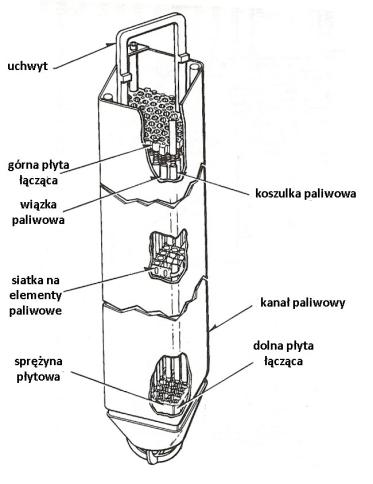 uchwyt
górna płyta
łącząca
wiązka
paliwowa
koszulka paliwowa
siatka na
elementy
paliwowe
kanał paliwowy
sprężyna
płytowa
dolna płyta
łącząca